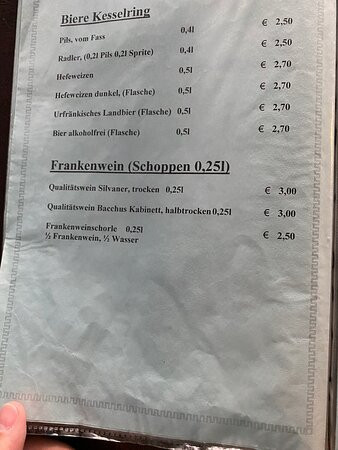 Biere Kesselring
Pils, vom Fass 0,4l € 2,50
Radler, (0,2l Pils 0,2l Sprite) 0,4l € 2,50
Hefeweizen 0,5l € 2,70
Hefeweizen dunkel, (Flasche) 0,5l € 2,70
Urfränkisches Landbier (Flasche) 0,5l € 2,70
Bier alkoholfrei (Flasche) 0,5l € 2,70
Frankenwein (Schoppen 0,25l)
Qualitätswein Silvaner, trocken 0,25l € 3,00
Qualitätswein Bacchus Kabinett, halbtrocken 0,25l € 3,00
Frankenweinschorle 0,25l
½ Frankenwein, ½ Wasser € 2,50